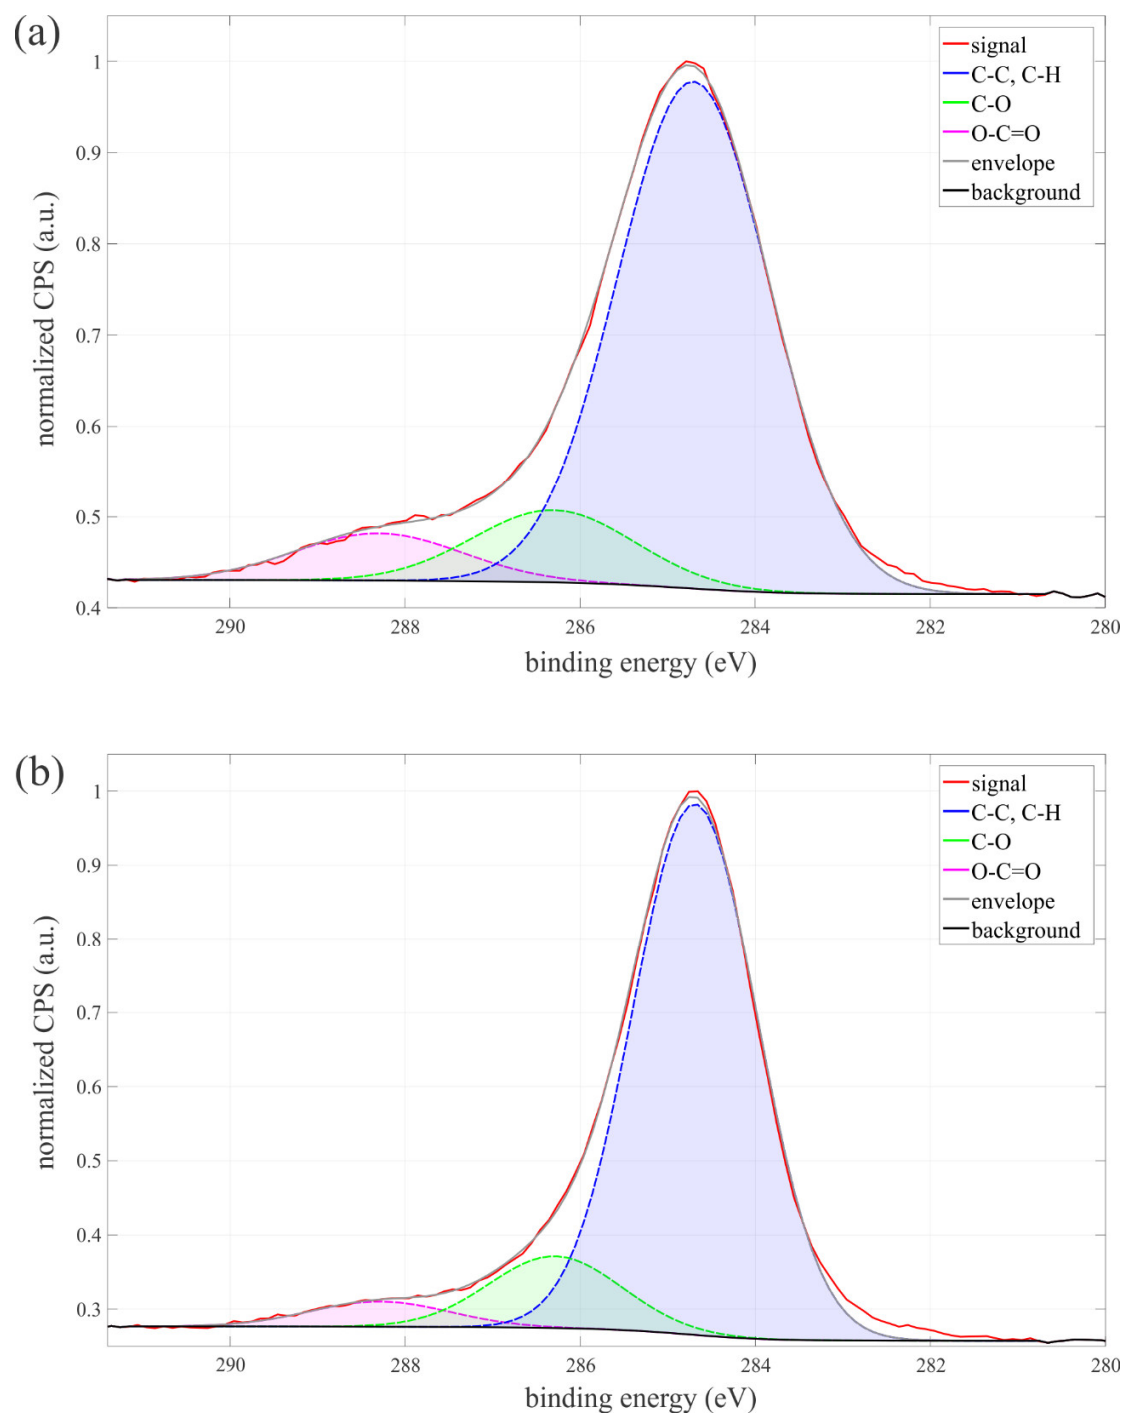 (a)
signal
C-C, C-H
C-O
O-C=O
envelope
background
1
0.9
0.8
0.7
0.6
0.5
0.4
normalized CPS (a.u.)
290 288 286 284 282 280
binding energy (eV)
(b)
signal
C-C, C-H
C-O
O-C=O
envelope
background
1
0.9
0.8
0.7
0.6
0.5
0.4
0.3
normalized CPS (a.u.)
290 288 286 284 282 280
binding energy (eV)